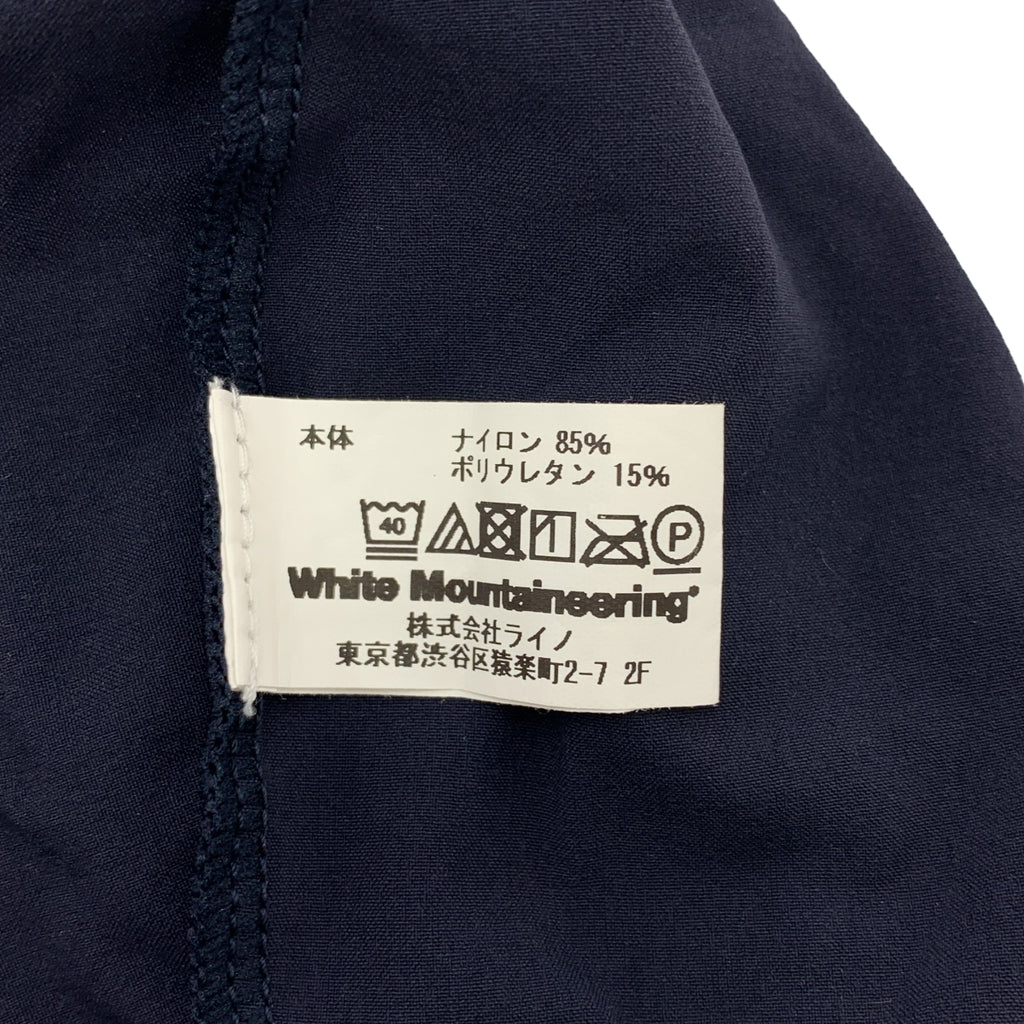 本体 ナイロン 85%
ポリウレタン 15%
40 P
White Mountaineering®
株式会社ライノ
東京都渋谷区猿楽町2-7 2F